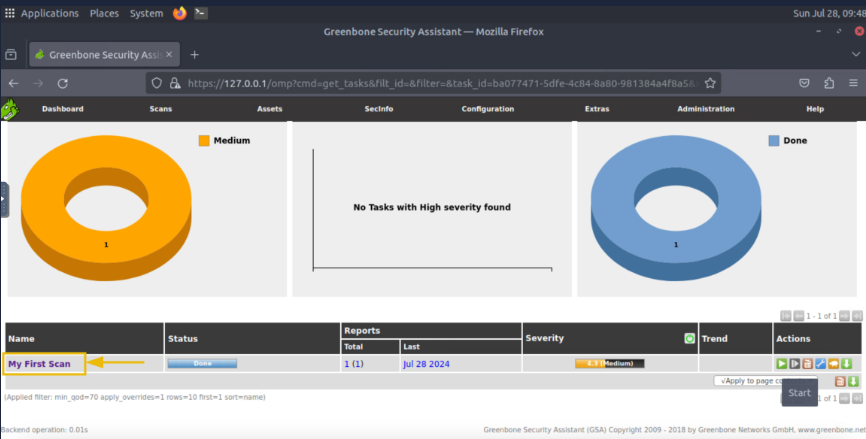 Applications Places System
Sun Jul 28, 09:48
Greenbone Security Assistant — Mozilla Firefox
Greenbone Security Assis
https://127.0.0.1/omp?cmd=get_tasks&filt_id=&filter=&task_id=ba077471-5dfe-4c84-8a80-981384a4f8a5&
Dashboard Scans Assets SecInfo Configuration Extras Administration Help
Medium
1
No Tasks with High severity found
Done
1
1 - 1 of 1
Name Status Reports Severity Trend Actions
Total Last
My First Scan Done 1 (1) Jul 28 2024 4.3 (Medium)
√Apply to page co
Start
(Applied filter: min_qod=70 apply_overrides=1 rows=10 first=1 sort=name)
1 of 1
Backend operation: 0.01s
Greenbone Security Assistant (GSA) Copyright 2009 - 2018 by Greenbone Networks GmbH, www.greenbone.net